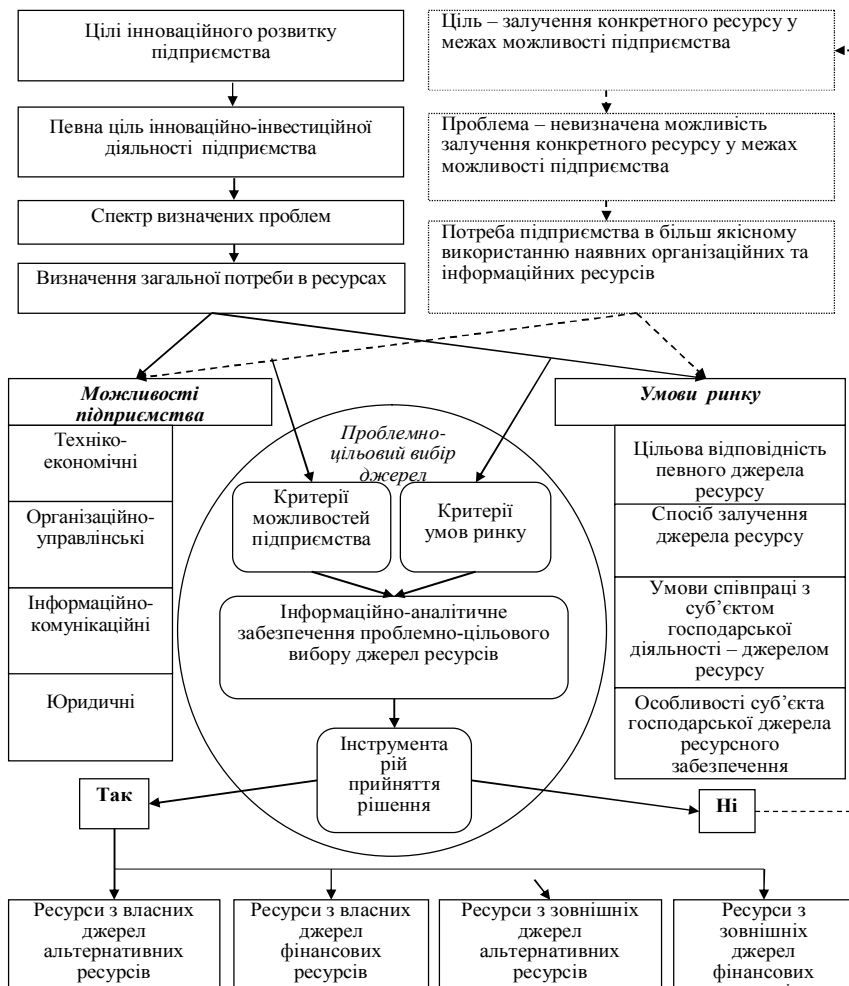 Цілі інноваційного розвитку
підприємства
Певна ціль інноваційно-інвестиційної
діяльності підприємства
Спектр визначених проблем
Визначення загальної потреби в ресурсах
Ціль – залучення конкретного ресурсу у
межах можливості підприємства
Проблема – невизначена можливість
залучення конкретного ресурсу у межах
можливості підприємства
Потреба підприємства в більш якісному
використанню наявних організаційних та
інформаційних ресурсів
Можливості
підприємства
Техніко-
економічні
Організаційно-
управлінські
Інформаційно-
комунікаційні
Юридичні
Проблемно-
цільовий вибір
джерел
Критерії
можливостей
підприємства
Критерії
умов ринку
Інформаційно-аналітичне
забезпечення проблемно-цільового
вибору джерел ресурсів
Інструмента
рій
прийняття
рішення
Умови ринку
Цільова відповідність
певного джерела
ресурсу
Спосіб залучення
джерела ресурсу
Умови співпраці з
суб’єктом
господарської
діяльності – джерелом
ресурсу
Особливості суб’єкта
господарської джерела
ресурсного
забезпечення
Так
Ні
Ресурси з власних
джерел
альтернативних
ресурсів
Ресурси з власних
джерел
фінансових
ресурсів
Ресурси з зовнішніх
джерел
альтернативних
ресурсів
Ресурси з
зовнішніх
джерел
фінансових